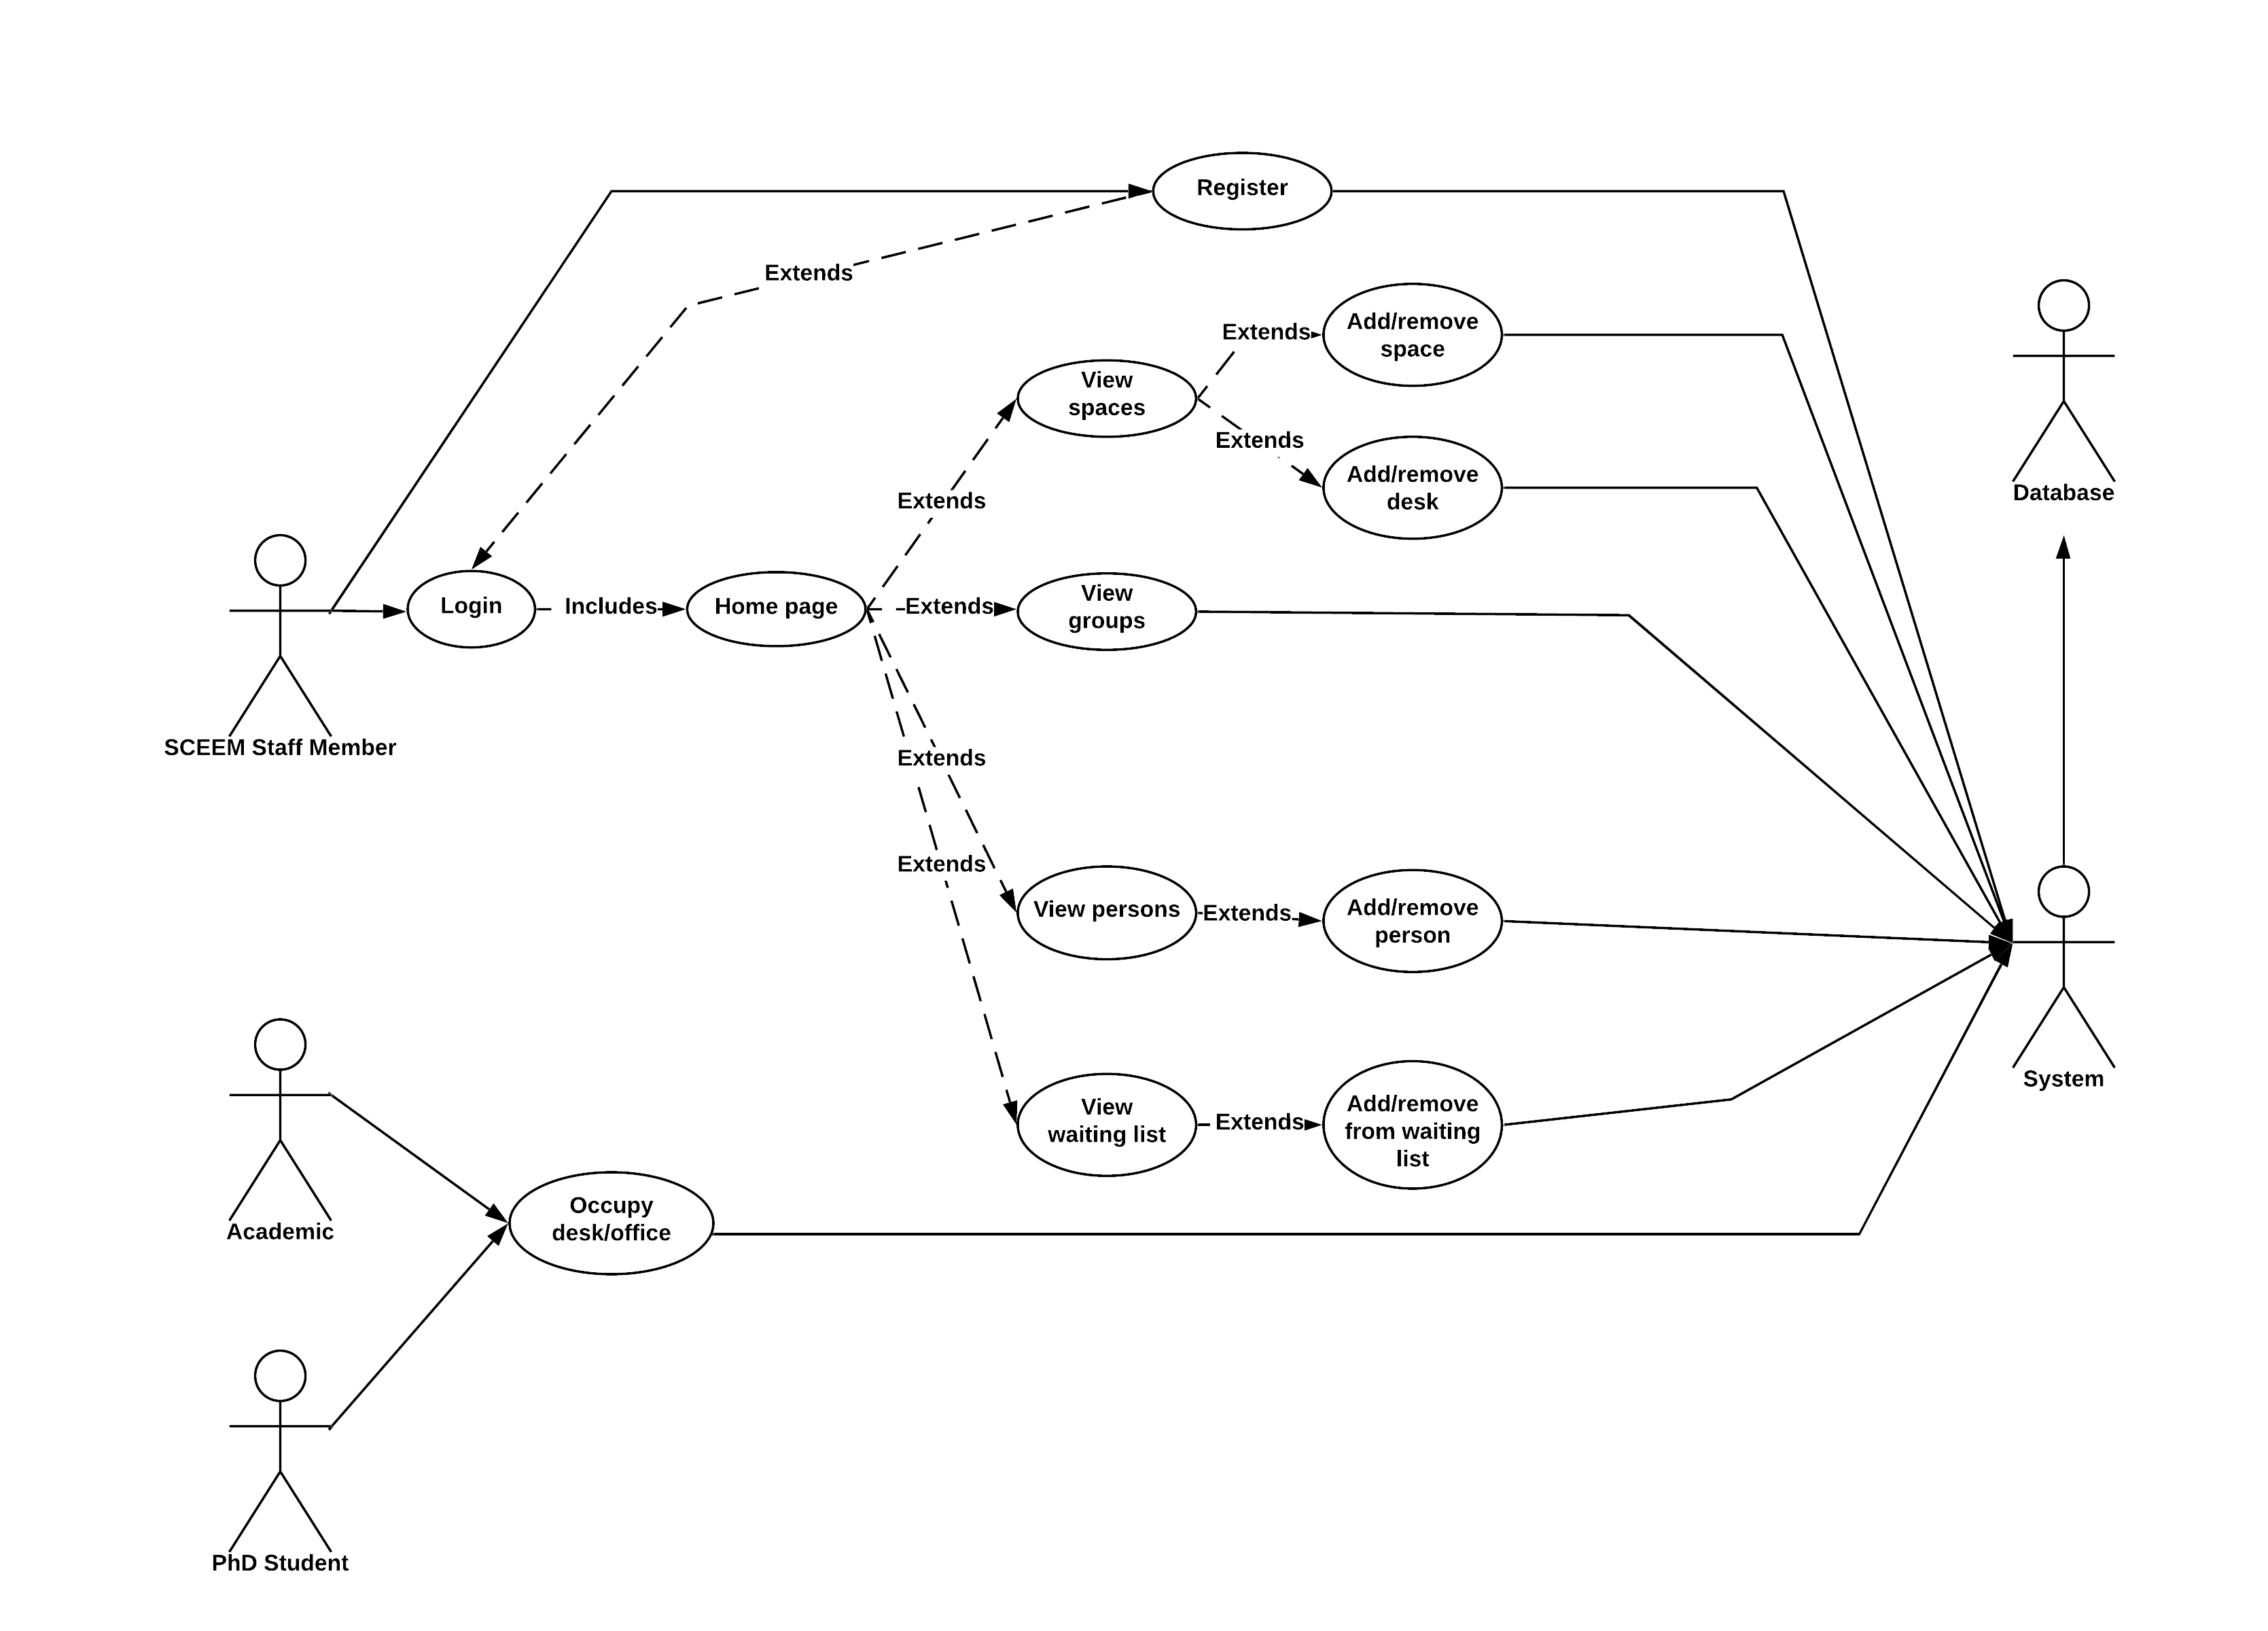 Register
Extends
Extends
Add/remove
space
View
spaces
Extends
Add/remove
desk
Database
Extends
Login
Includes
Home page
Extends
View
groups
SCEEM Staff Member
Extends
Extends
View persons
Extends
Add/remove
person
System
View
waiting list
Extends
Add/remove
from waiting
list
Academic
Occupy
desk/office
PhD Student